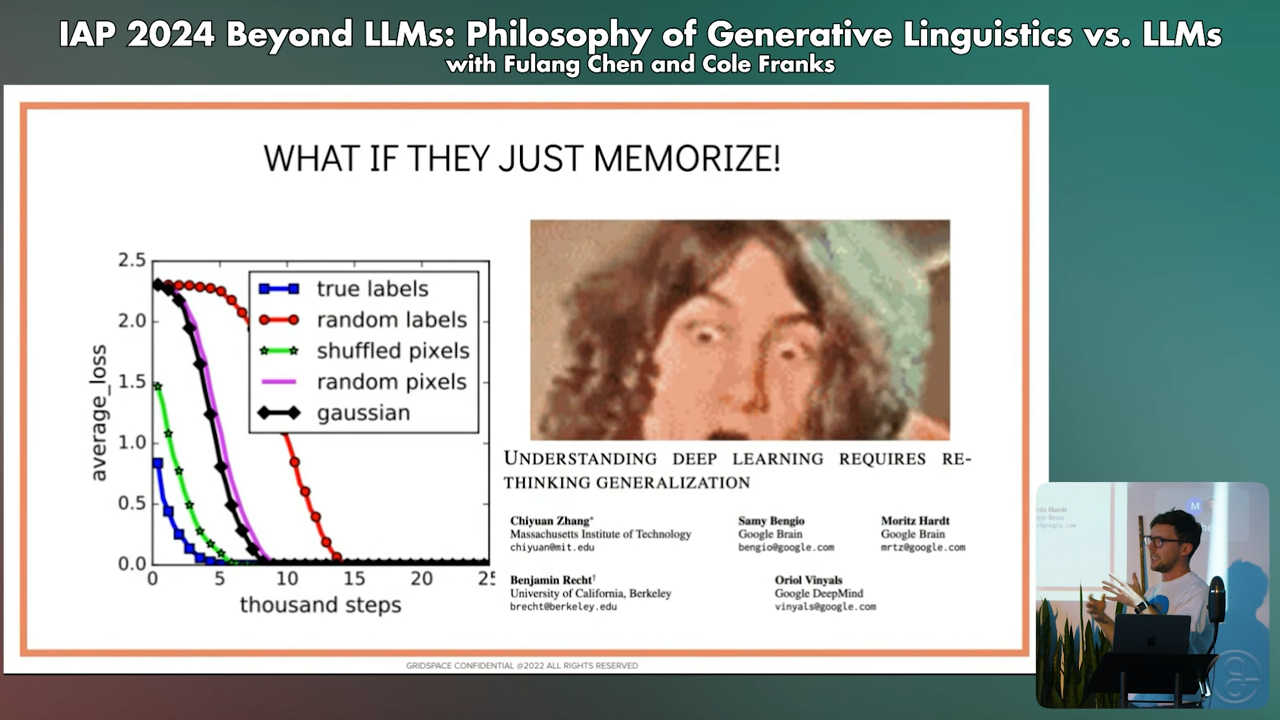 IAP 2024 Beyond LLMs: Philosophy of Generative Linguistics vs. LLMs
with Fulang Chen and Cole Franks
WHAT IF THEY JUST MEMORIZE!
2.5
2.0
1.5
1.0
0.5
0.0
average_loss
true labels
random labels
shuffled pixels
random pixels
gaussian
0 5 10 15 20 25
thousand steps
UNDERSTANDING DEEP LEARNING REQUIRES RE-
THINKING GENERALIZATION
Chiyuan Zhang* Samy Bengio Moritz Hardt
Massachusetts Institute of Technology Google Brain Google Brain
chiyuan@mit.edu bengio@google.com mrtz@google.com
Benjamin Recht† Oriol Vinyals
University of California, Berkeley Google DeepMind
brecht@berkeley.edu vinyals@google.com
GRIDSPACE CONFIDENTIAL @2022 ALL RIGHTS RESERVED